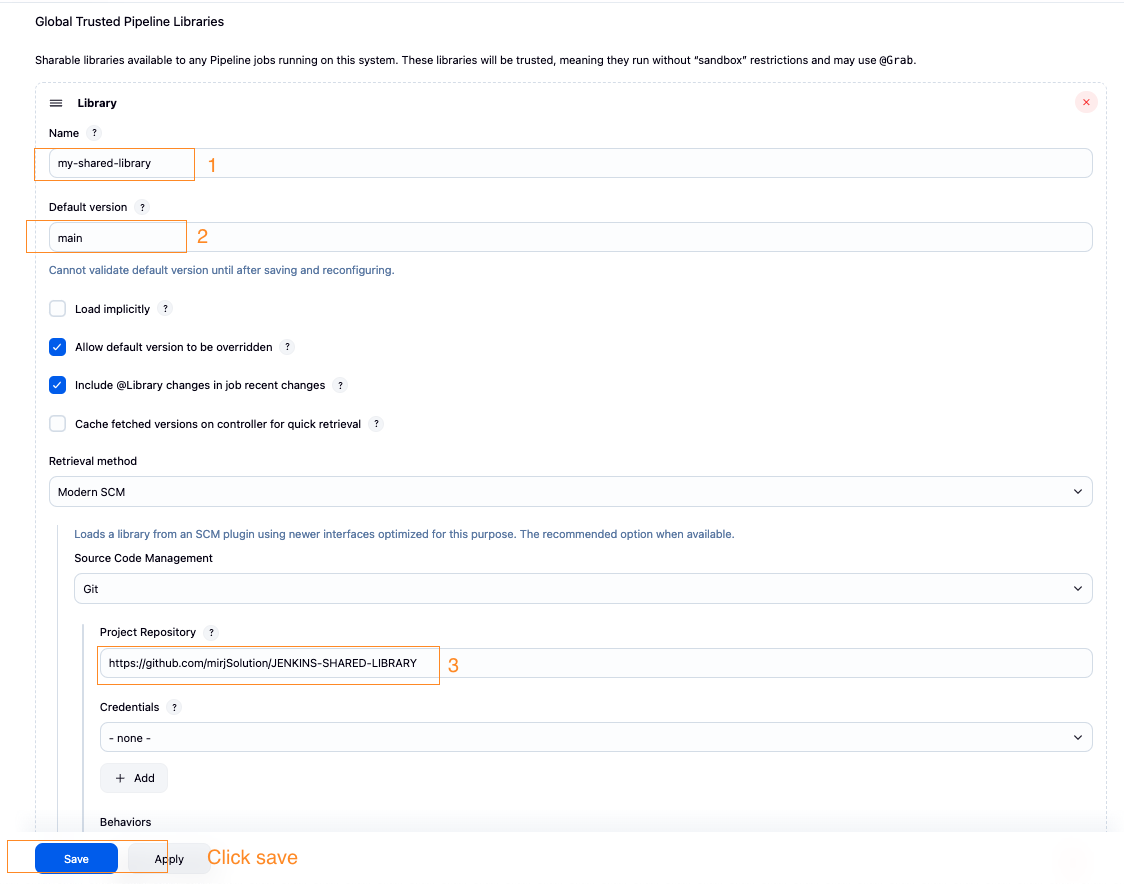 Global Trusted Pipeline Libraries
Sharable libraries available to any Pipeline jobs running on this system. These libraries will be trusted, meaning they run without “sandbox” restrictions and may use @Grab.
Library
Name ?
my-shared-library 1
Default version ?
main 2
Cannot validate default version until after saving and reconfiguring.
Load implicitly ?
Allow default version to be overridden ?
Include @Library changes in job recent changes ?
Cache fetched versions on controller for quick retrieval ?
Retrieval method
Modern SCM
Loads a library from an SCM plugin using newer interfaces optimized for this purpose. The recommended option when available.
Source Code Management
Git
Project Repository ?
https://github.com/mirjSolution/JENKINS-SHARED-LIBRARY 3
Credentials ?
- none -
+ Add
Behaviors
Save Apply Click save